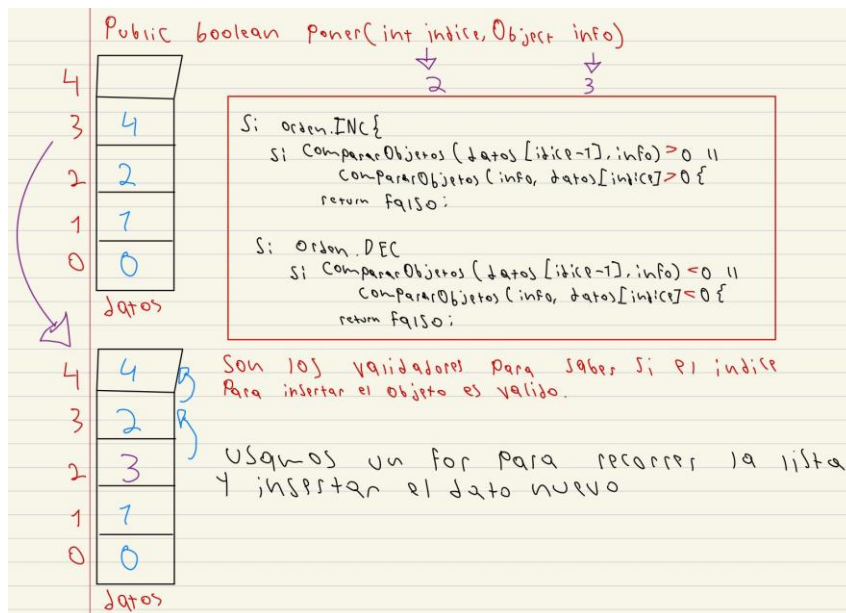 Public boolean poner(int indice, Object info)
2 3
4
3 4
2 2
1 1
0 0
datos
Si orden.INC{
si CompararObjetos (datos [idice-1], info) >0 ||
CompararObjetos (info, datos[indice]>0 {
return falso;
Si Orden.DEC
si CompararObjetos (datos [idice-1], info) <0 ||
CompararObjetos (info, datos[indice]<0 {
return falso;
4 4
3 2
2 3
1 1
0 0
datos
Son los validadores para saber si el indice
Para insertar el objeto es valido.
Usamos un for para recorrer la lista
y insertar el dato nuevo